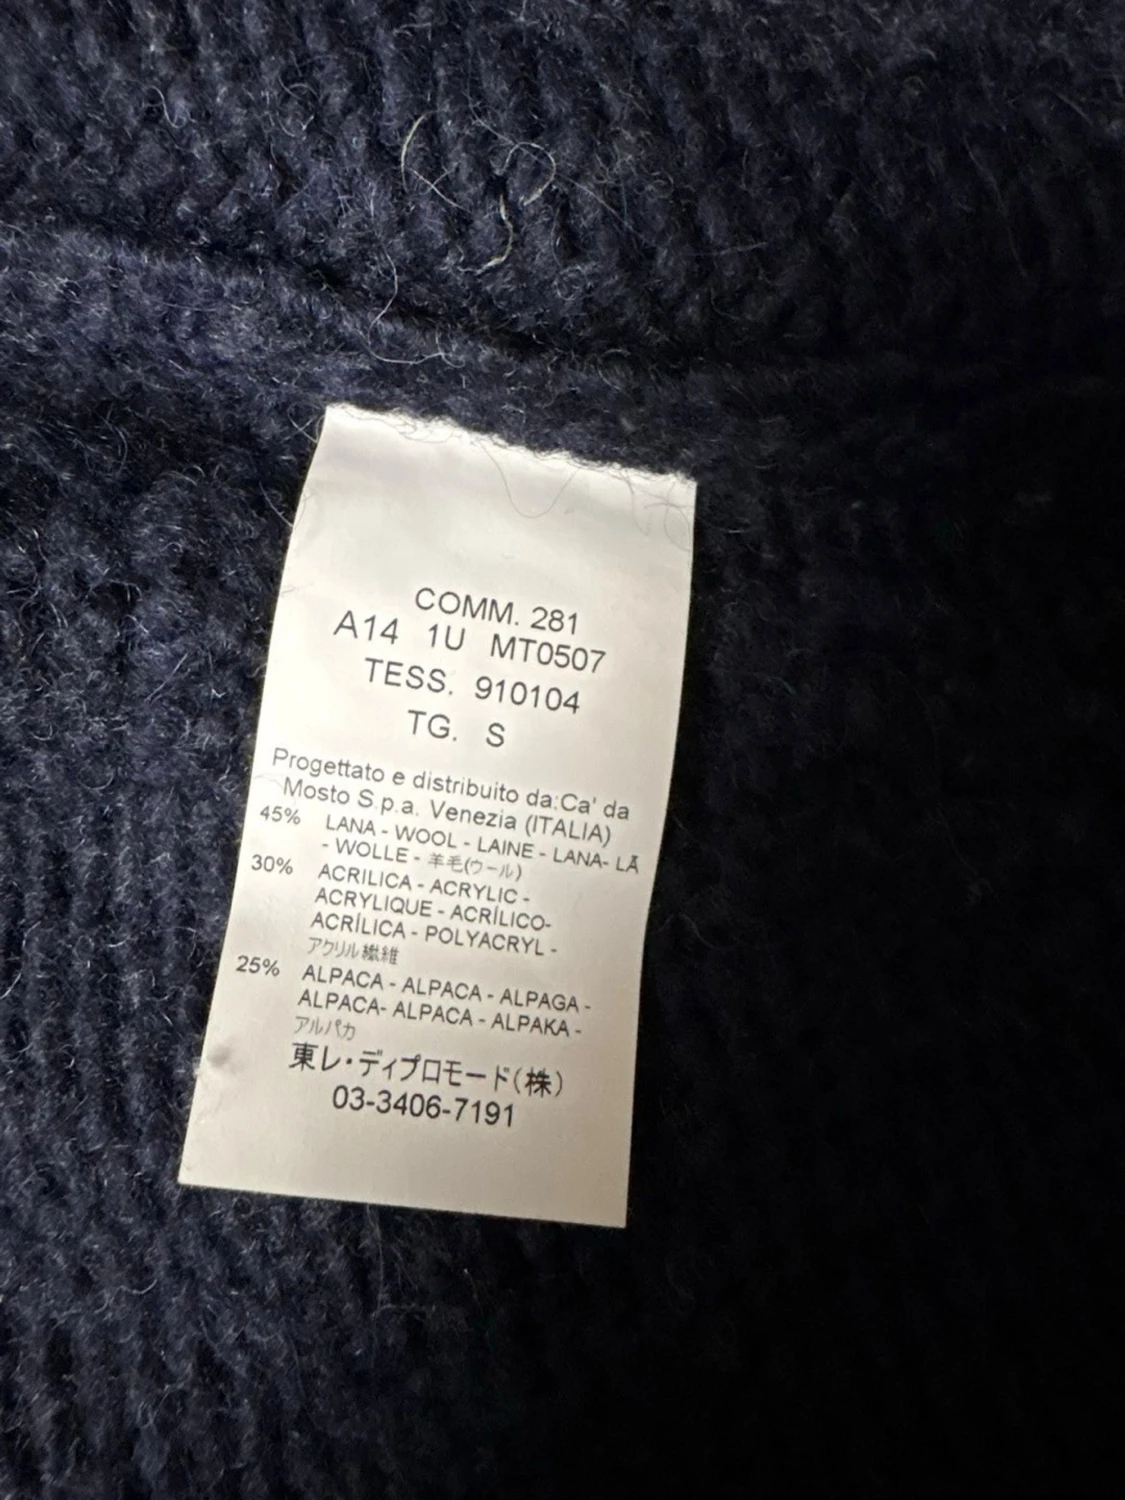 COMM. 281
A14 1U MT0507
TESS. 910104
TG. S
Progettato e distribuito da:Ca' da
Mosto S.p.a. Venezia (ITALIA)
45% LANA - WOOL - LAINE - LANA- LÃ
- WOLLE - 羊毛(ウール)
30% ACRILICA - ACRYLIC -
ACRYLIQUE - ACRÍLICO-
ACRÍLICA - POLYACRYL -
アクリル繊維
25% ALPACA - ALPACA - ALPAGA -
ALPACA- ALPACA - ALPAKA -
アルパカ
東レ・ディプロモード(株)
03-3406-7191